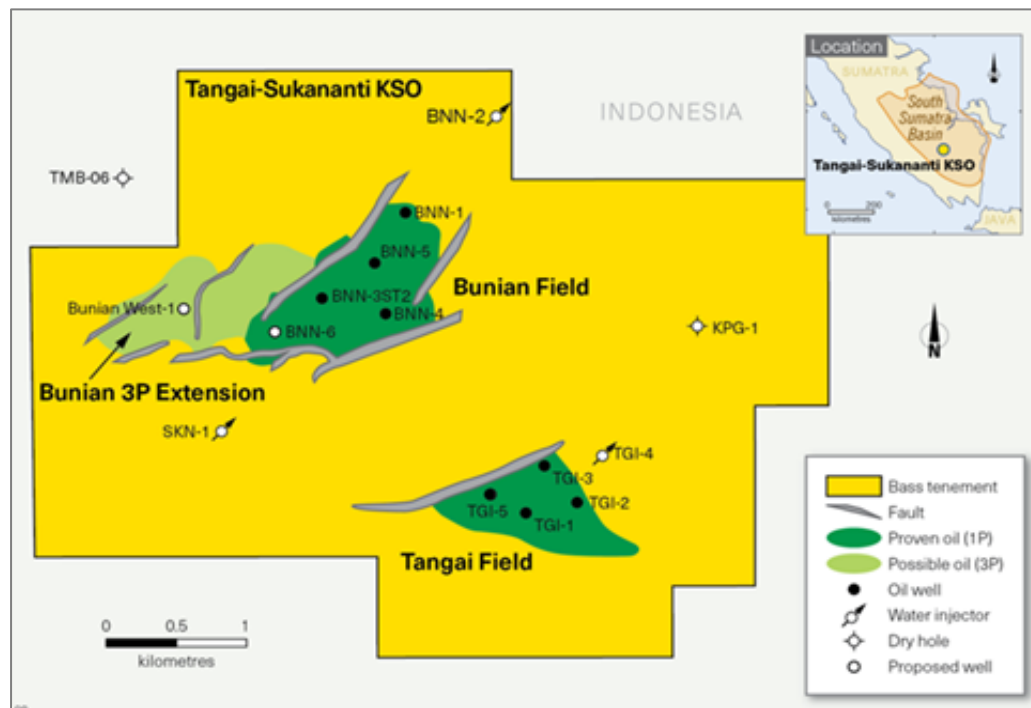 Tangai-Sukananti KSO
BNN-2
INDONESIA
Location
SUMATRA
South
Sumatra
Basin
Tangai-Sukananti KSO
0 200
kilometres
JAVA
TMB-06
BNN-1
BNN-5
Bunian Field
BNN-3ST2
Bunian West-1
BNN-4
BNN-6
KPG-1
N
Bunian 3P Extension
SKN-1
TGI-4
TGI-3
TGI-5
TGI-2
TGI-1
Tangai Field
0 0.5 1
kilometres
Bass tenement
Fault
Proven oil (1P)
Possible oil (3P)
Oil well
Water injector
Dry hole
Proposed well